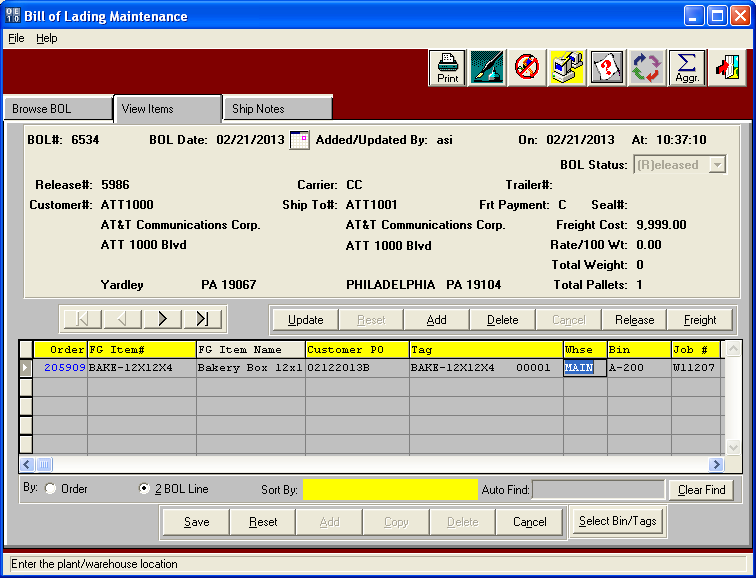 OE
10 Bill of Lading Maintenance
File Help
Print Aggr.
Browse BOL View Items Ship Notes
BOL#: 6534 BOL Date: 02/21/2013 Added/Updated By: asi On: 02/21/2013 At: 10:37:10
BOL Status: (R)eleased
Release#: 5986 Carrier: CC Trailer#:
Customer#: ATT1000 Ship To#: ATT1001 Frt Payment: C Seal#:
AT&T Communications Corp. AT&T Communications Corp. Freight Cost: 9,999.00
ATT 1000 Blvd ATT 1000 Blvd Rate/100 Wt: 0.00
Total Weight: 0
Yardley PA 19067 PHILADELPHIA PA 19104 Total Pallets: 1
Update Reset Add Delete Cancel Release Freight
Order FG Item# FG Item Name Customer PO Tag Whse Bin Job #
205909 BAKE-12X12X4 Bakery Box 12x1 02122013B BAKE-12X12X4 00001 MAIN A-200 W11207
By: Order 2 BOL Line Sort By: Auto Find: Clear Find
Save Reset Add Copy Delete Cancel Select Bin/Tags
Enter the plant/warehouse location